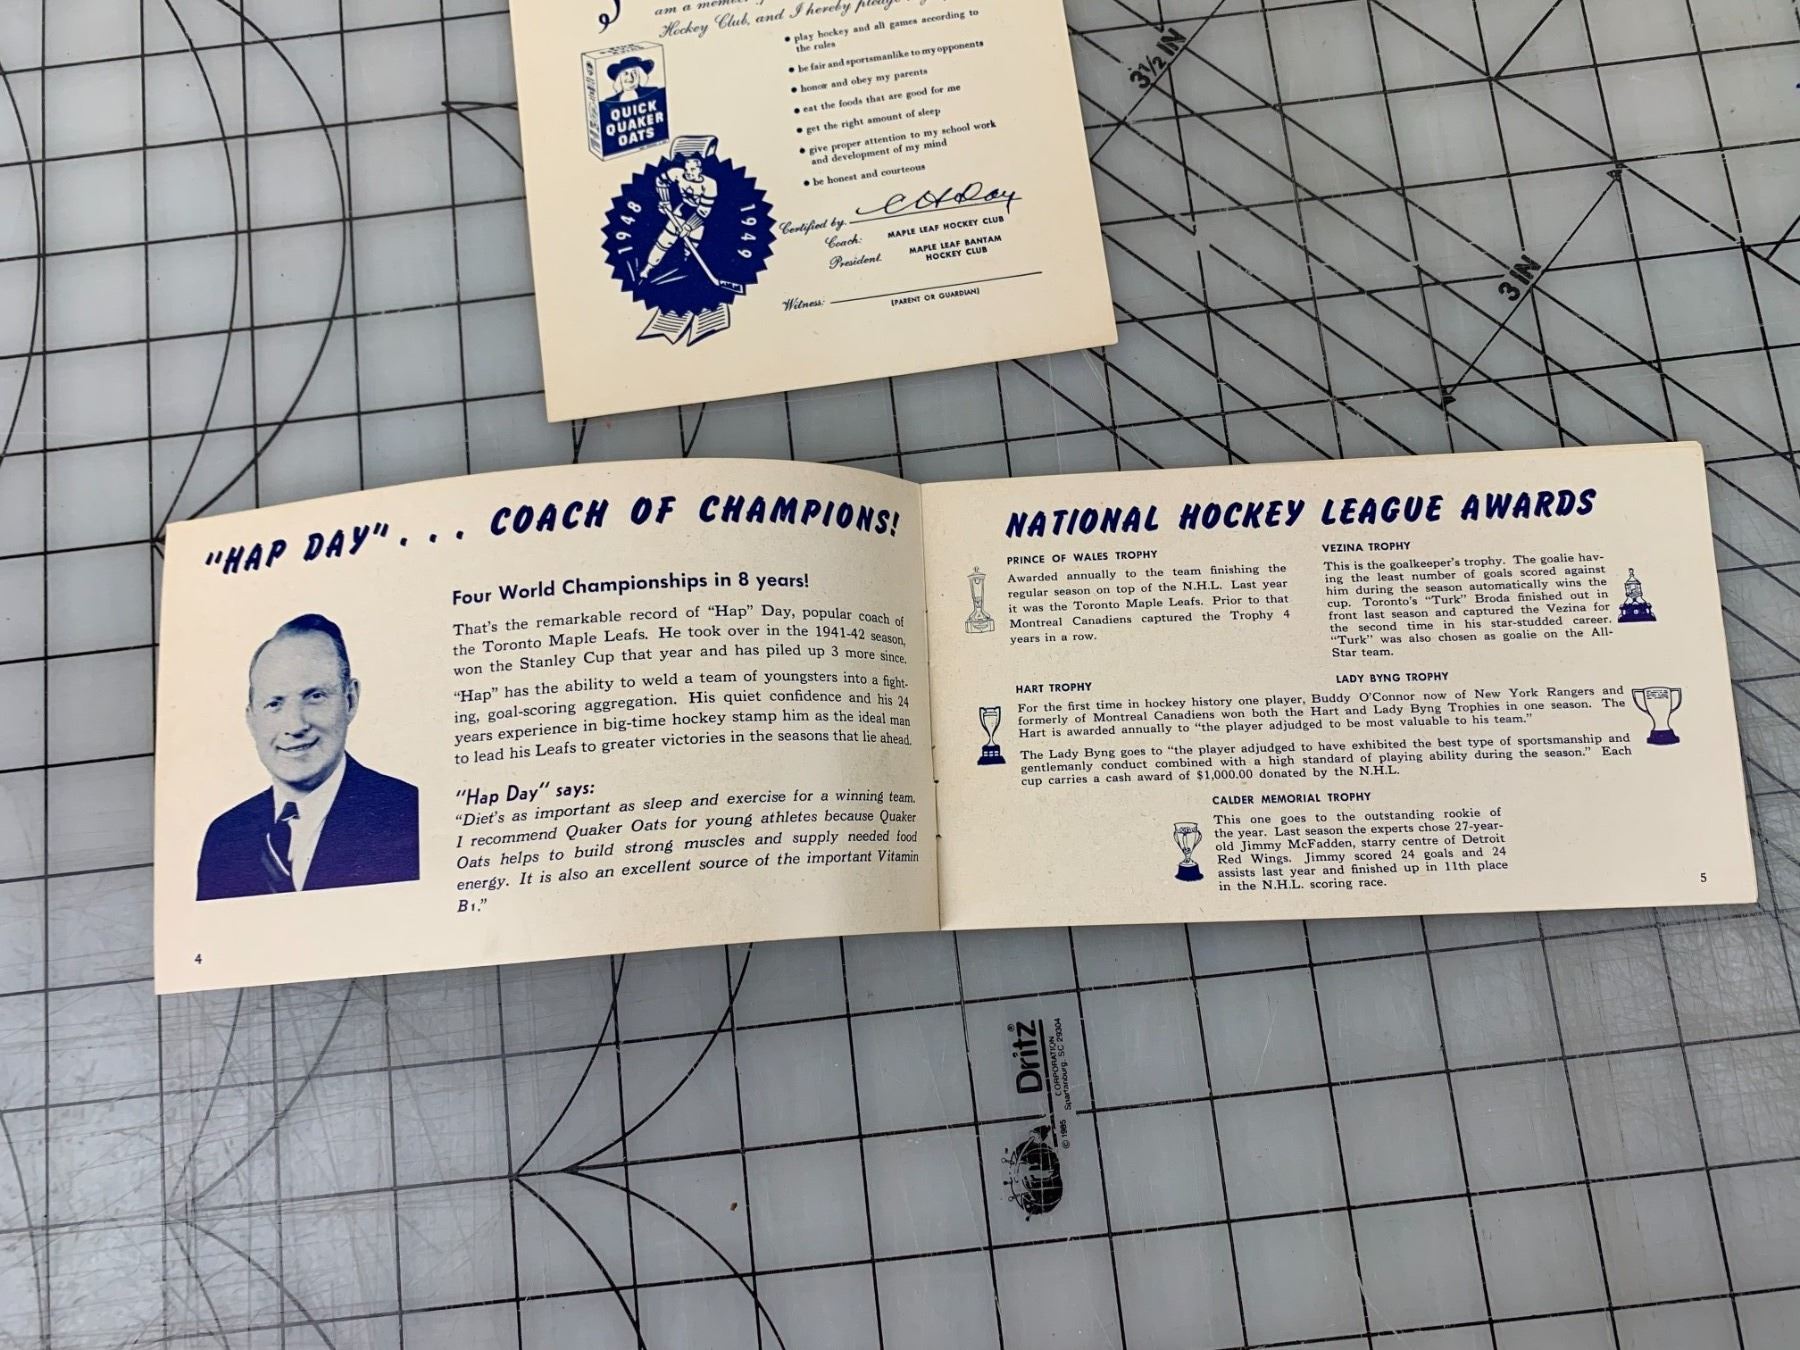 am a member
Hockey Club, and I hereby pledge
• play hockey and all games according to
the rules
• be fair and sportsmanlike to my opponents
• honor and obey my parents
• eat the foods that are good for me
• get the right amount of sleep
• give proper attention to my school work
and development of my mind
• be honest and courteous
QUICK
QUAKER
OATS
1948 1949
Certified by C H Day
Coach: MAPLE LEAF HOCKEY CLUB
President. MAPLE LEAF BANTAM
HOCKEY CLUB
Witness:
(PARENT OR GUARDIAN)
3½ IN
3 IN
"HAP DAY" . . . COACH OF CHAMPIONS!
Four World Championships in 8 years!
That's the remarkable record of "Hap" Day, popular coach of
the Toronto Maple Leafs. He took over in the 1941-42 season,
won the Stanley Cup that year and has piled up 3 more since.
"Hap" has the ability to weld a team of youngsters into a fight-
ing, goal-scoring aggregation. His quiet confidence and his 24
years experience in big-time hockey stamp him as the ideal man
to lead his Leafs to greater victories in the seasons that lie ahead.
"Hap Day" says:
"Diet's as important as sleep and exercise for a winning team.
I recommend Quaker Oats for young athletes because Quaker
Oats helps to build strong muscles and supply needed food
energy. It is also an excellent source of the important Vitamin
B1."
4
NATIONAL HOCKEY LEAGUE AWARDS
PRINCE OF WALES TROPHY
Awarded annually to the team finishing the
regular season on top of the N.H.L. Last year
it was the Toronto Maple Leafs. Prior to that
Montreal Canadiens captured the Trophy 4
years in a row.
VEZINA TROPHY
This is the goalkeeper's trophy. The goalie hav-
ing the least number of goals scored against
him during the season automatically wins the
cup. Toronto's "Turk" Broda finished out in
front last season and captured the Vezina for
the second time in his star-studded career.
"Turk" was also chosen as goalie on the All-
Star team.
HART TROPHY
LADY BYNG TROPHY
For the first time in hockey history one player, Buddy O'Connor now of New York Rangers and
formerly of Montreal Canadiens won both the Hart and Lady Byng Trophies in one season. The
Hart is awarded annually to "the player adjudged to be most valuable to his team."
The Lady Byng goes to "the player adjudged to have exhibited the best type of sportsmanship and
gentlemanly conduct combined with a high standard of playing ability during the season." Each
cup carries a cash award of $1,000.00 donated by the N.H.L.
CALDER MEMORIAL TROPHY
This one goes to the outstanding rookie of
the year. Last season the experts chose 27-year-
old Jimmy McFadden, starry centre of Detroit
Red Wings. Jimmy scored 24 goals and 24
assists last year and finished up in 11th place
in the N.H.L. scoring race.
5
Dritz®
CORPORATION
Spartanburg, SC 29304
© 1985